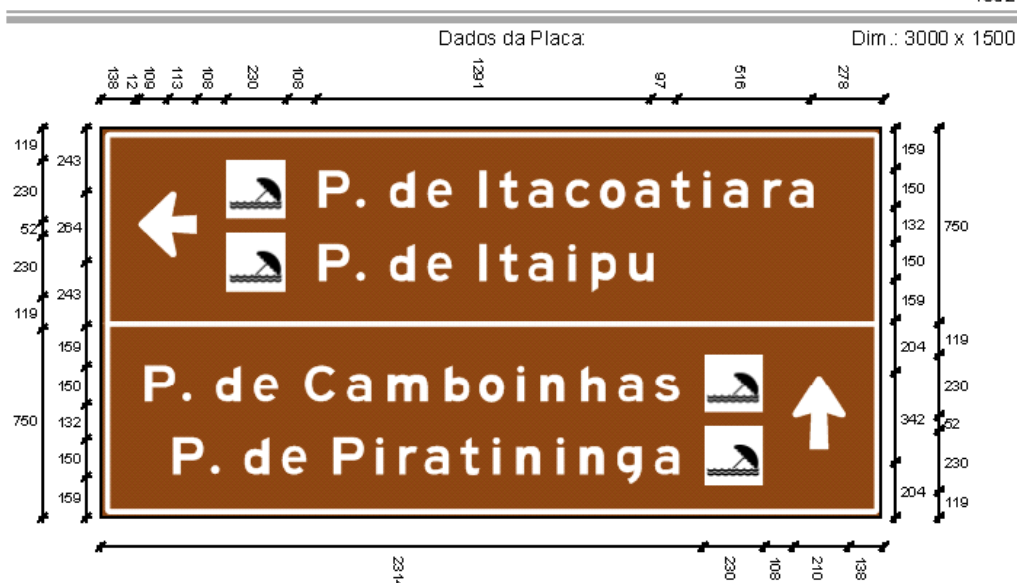 Dados da Placa:
Dim.: 3000 x 1500
138 12 109 113 108 230 108 1291 97 516 278
119 230 52 230 119 750
243 264 243 159 150 132 150 159
P. de Itacoatiara
P. de Itaipu
P. de Camboinhas
P. de Piratininga
159 150 132 150 159 204 342 204
750 119 230 52 230 119
2314 230 108 210 138